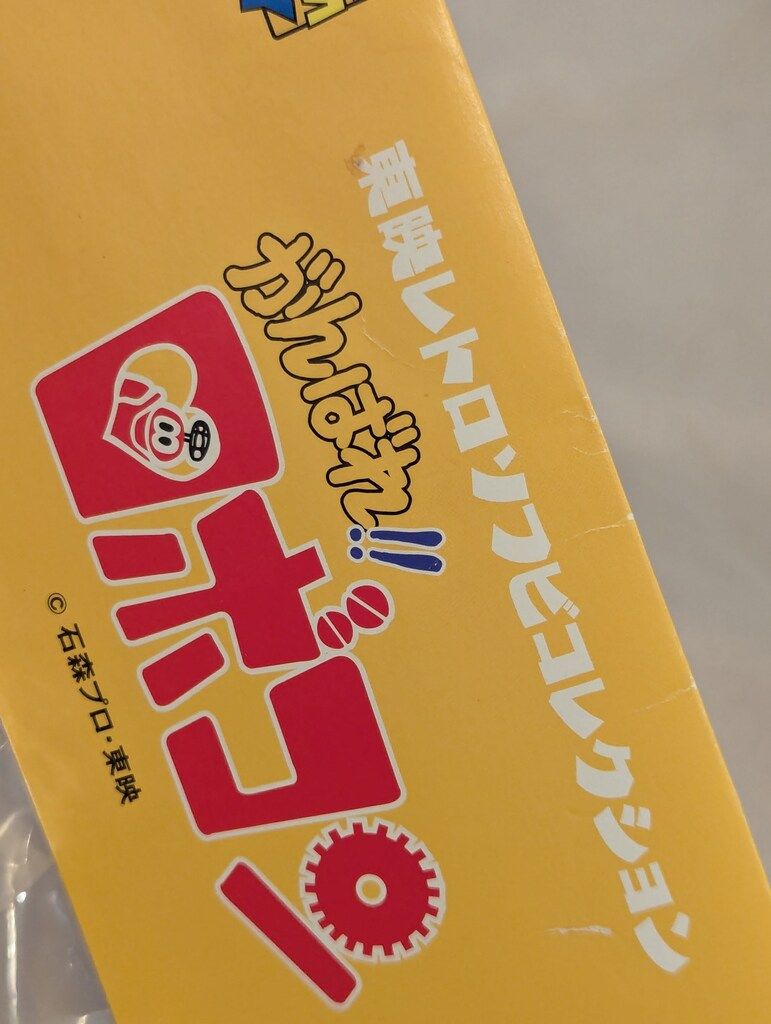 東映レトロソフビコレクション
がんばれ!!
ロボコン
© 石森プロ・東映